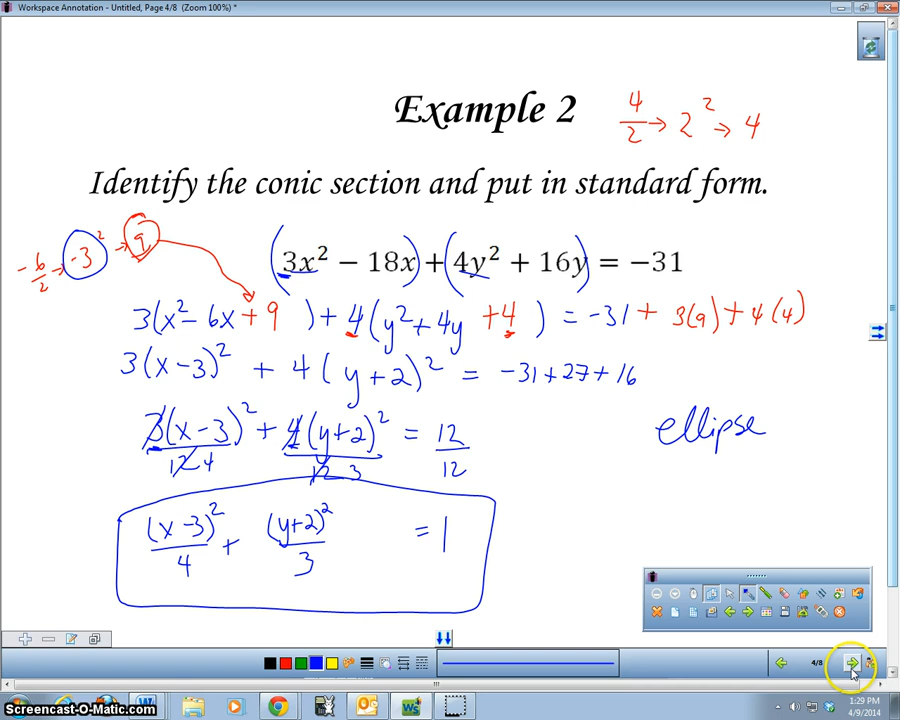 Workspace Annotation - Untitled, Page 4/8 (Zoom 100%) *
Example 2
4/2 → 2² → 4
Identify the conic section and put in standard form.
-6/2 → -3² → 9
(3x² − 18x) + (4y² + 16y) = −31
3(x² − 6x + 9 ) + 4(y² + 4y + 4 ) = −31 + 3(9) + 4(4)
3(x − 3)² + 4(y + 2)² = −31 + 27 + 16
3(x − 3)²/12 4 + 4(y + 2)²/12 3 = 12/12
ellipse
(x − 3)²/4 + (y + 2)²/3 = 1
4/8
Screencast-O-Matic.com
1:29 PM
4/9/2014